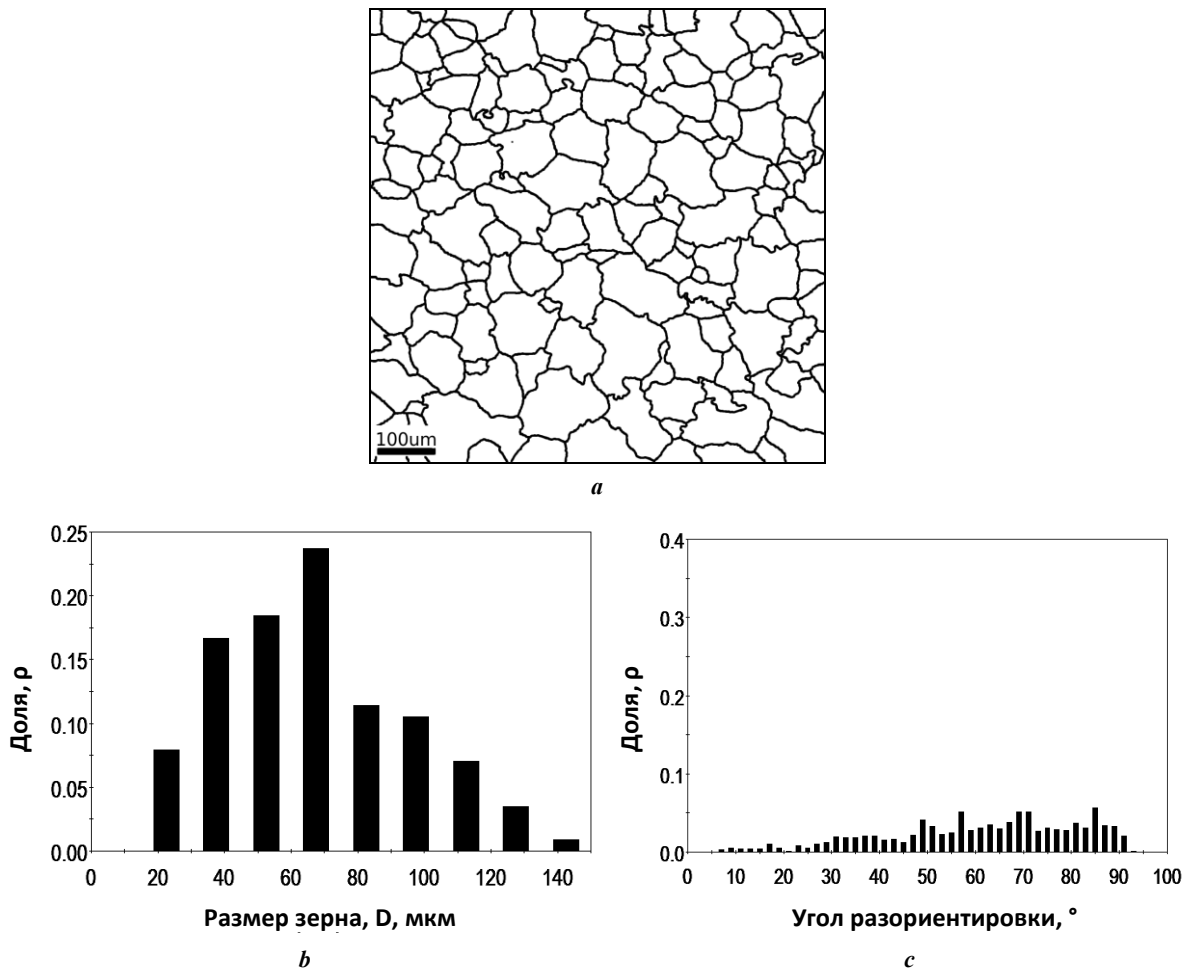 100um
a
0.25
0.20
0.15
0.10
0.05
0.00
0 20 40 60 80 100 120 140
Доля, ρ
Размер зерна, D, мкм
b
0.4
0.3
0.2
0.1
0.0
0 10 20 30 40 50 60 70 80 90 100
Доля, ρ
Угол разориентировки, °
c